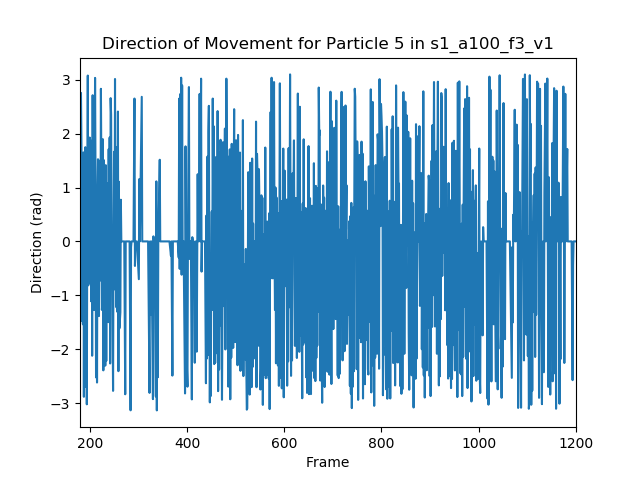 Direction of Movement for Particle 5 in s1_a100_f3_v1
3
2
1
0
−1
−2
−3
Direction (rad)
200 400 600 800 1000 1200
Frame